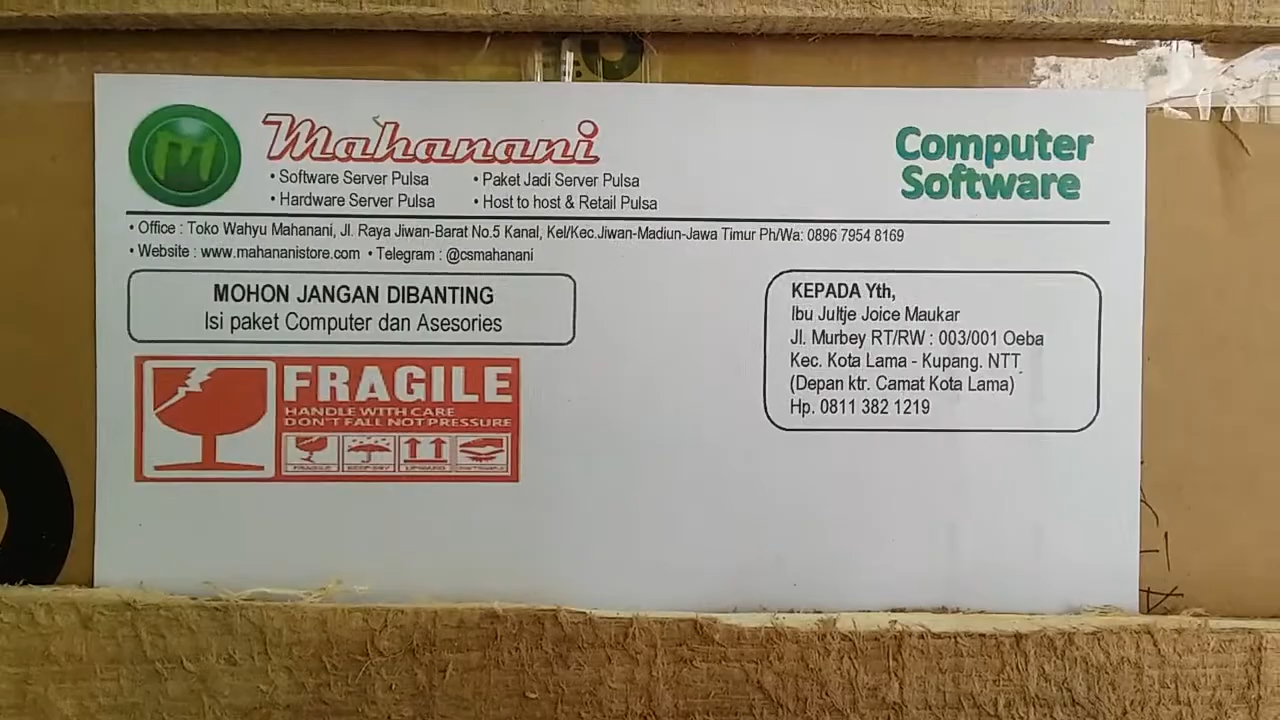 M
Mahanani
Computer
Software
• Software Server Pulsa
• Paket Jadi Server Pulsa
• Hardware Server Pulsa
• Host to host & Retail Pulsa
• Office : Toko Wahyu Mahanani, Jl. Raya Jiwan-Barat No.5 Kanal, Kel/Kec.Jiwan-Madiun-Jawa Timur Ph/Wa: 0896 7954 8169
• Website : www.mahananistore.com • Telegram : @csmahanani
MOHON JANGAN DIBANTING
Isi paket Computer dan Asesories
KEPADA Yth,
Ibu Jultje Joice Maukar
Jl. Murbey RT/RW : 003/001 Oeba
Kec. Kota Lama - Kupang. NTT
(Depan ktr. Camat Kota Lama)
Hp. 0811 382 1219
FRAGILE
HANDLE WITH CARE
DON'T FALL NOT PRESSURE
FRAGILE
KEEP DRY
UPWARD